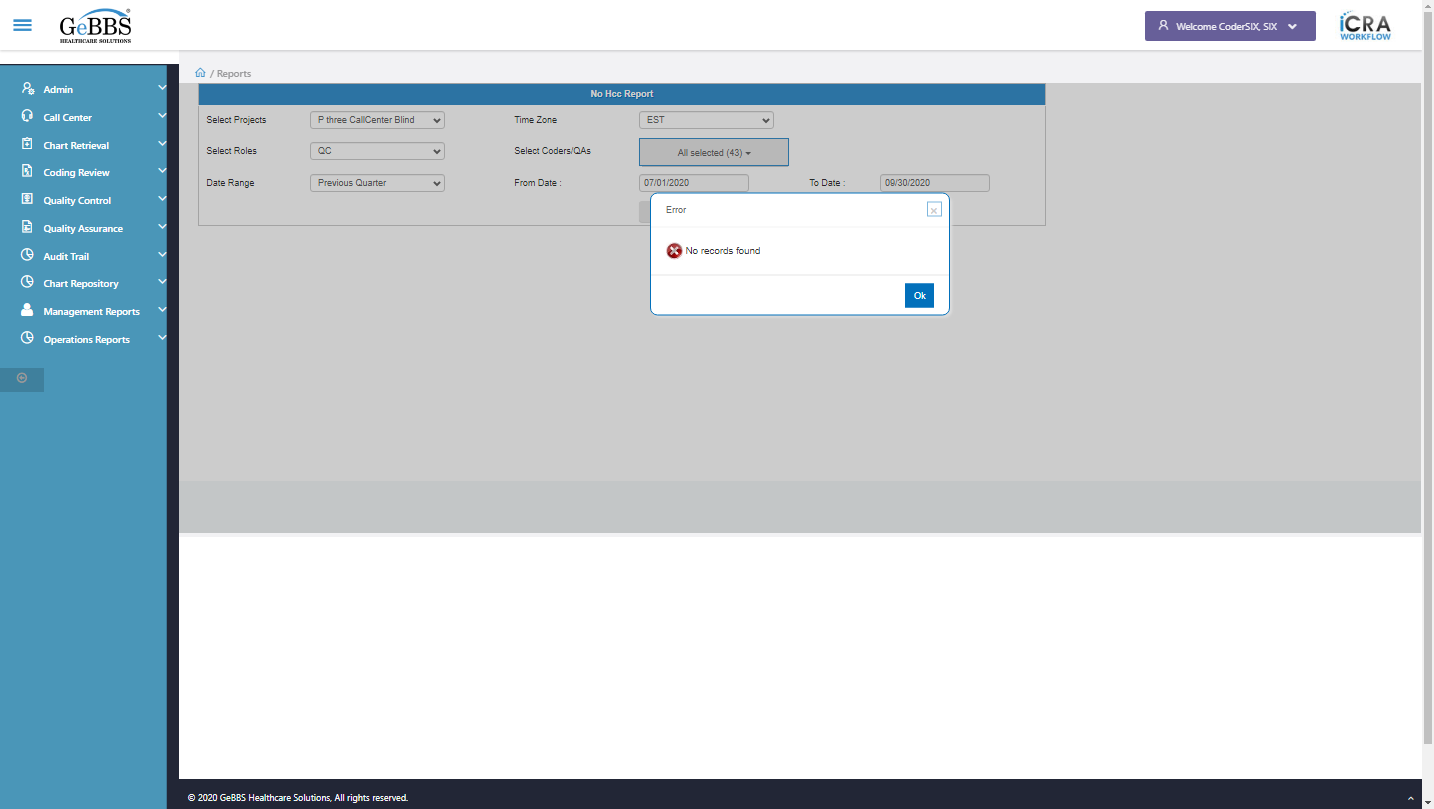 GeBBS®
HEALTHCARE SOLUTIONS
Welcome CoderSIX, SIX
iCRA
WORKFLOW
/ Reports
Admin
Call Center
Chart Retrieval
Coding Review
Quality Control
Quality Assurance
Audit Trail
Chart Repository
Management Reports
Operations Reports
No Hcc Report
Select Projects P three CallCenter Blind Time Zone EST
Select Roles QC Select Coders/QAs All selected (43)
Date Range Previous Quarter From Date : 07/01/2020 To Date : 09/30/2020
Error
No records found
Ok
© 2020 GeBBS Healthcare Solutions, All rights reserved.